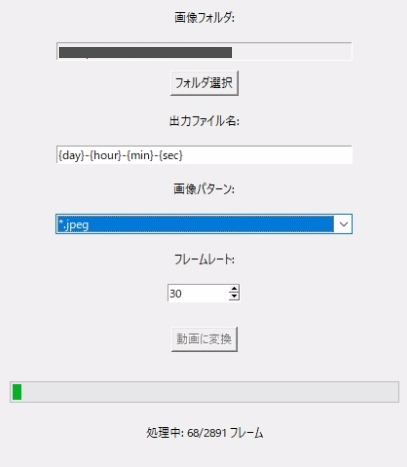 画像フォルダ:
フォルダ選択
出力ファイル名:
{day}-{hour}-{min}-{sec}
画像パターン:
*.jpeg
フレームレート:
30
動画に変換
処理中: 68/2891 フレーム